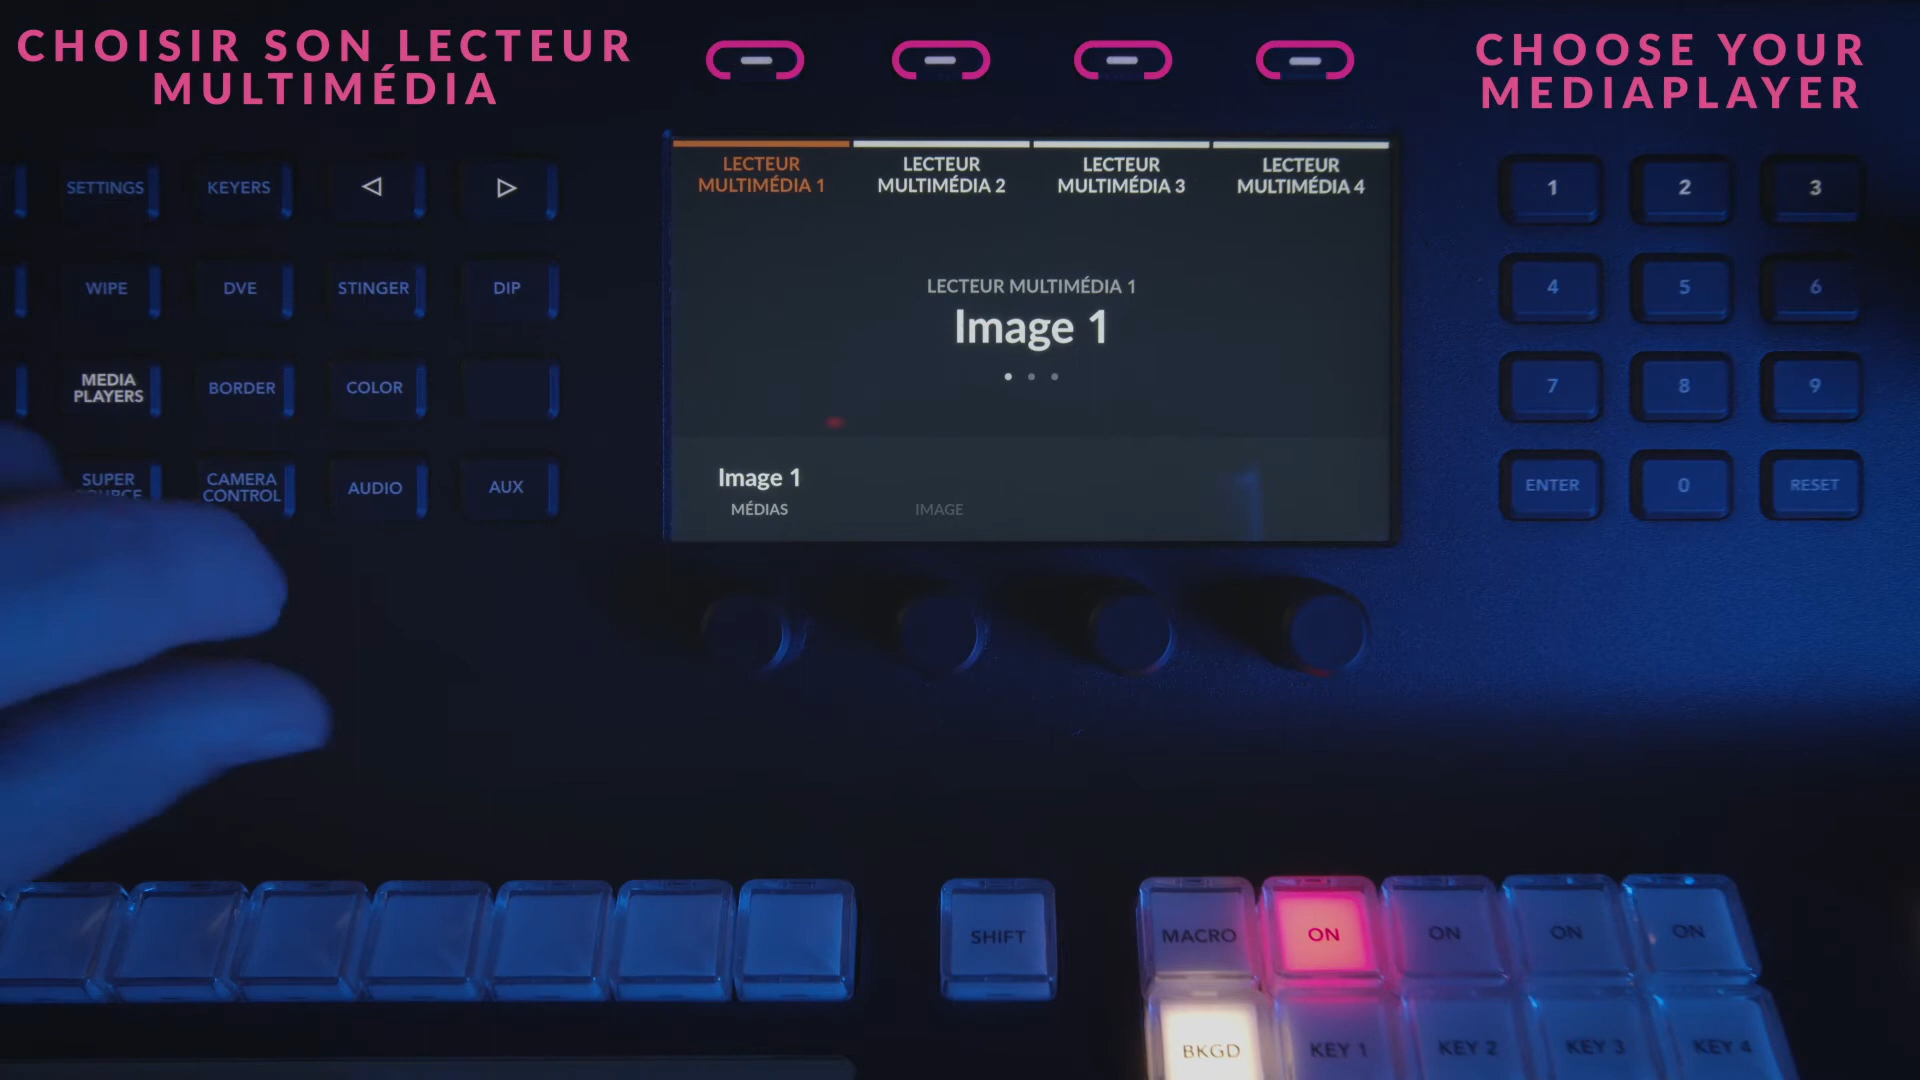 CHOISIR SON LECTEUR
MULTIMÉDIA
CHOOSE YOUR
MEDIAPLAYER
SETTINGS
KEYERS
WIPE
DVE
STINGER
DIP
MEDIA
PLAYERS
BORDER
COLOR
SUPER
SOURCE
CAMERA
CONTROL
AUDIO
AUX
LECTEUR
MULTIMÉDIA 1
LECTEUR
MULTIMÉDIA 2
LECTEUR
MULTIMÉDIA 3
LECTEUR
MULTIMÉDIA 4
LECTEUR MULTIMÉDIA 1
Image 1
Image 1
MÉDIAS
IMAGE
1
1
2
3
4
5
6
7
8
9
ENTER
0
RESET
SHIFT
MACRO
ON
ON
ON
ON
BKGD
KEY 1
KEY 2
KEY 3
KEY 4